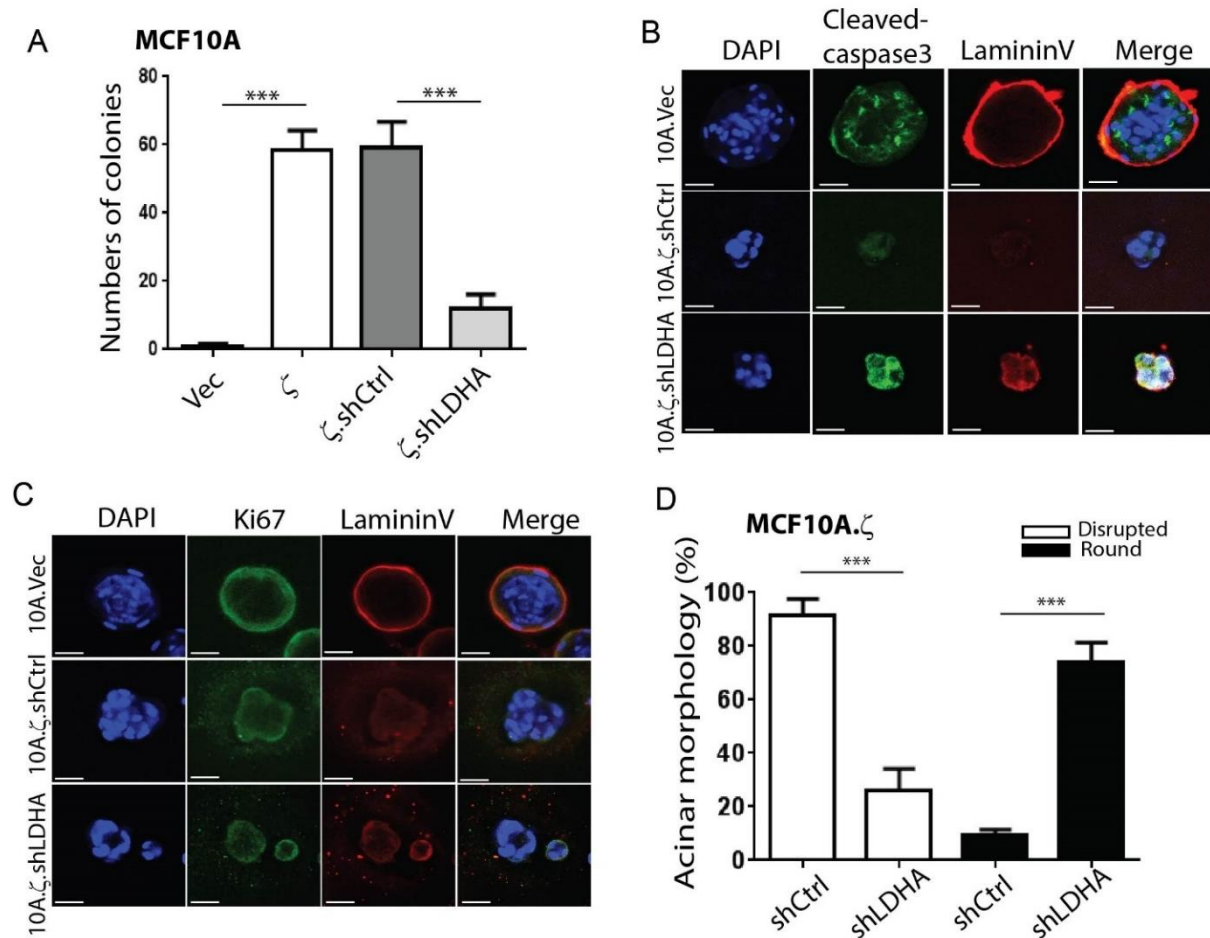 A
MCF10A
Numbers of colonies
80
60
40
20
0
***
***
Vec
ζ
ζ.shCtrl
ζ.shLDHA
B
DAPI
Cleaved-
caspase3
LamininV
Merge
10A.Vec
10A.ζ.shCtrl
10A.ζ.shLDHA
C
DAPI
Ki67
LamininV
Merge
10A.Vec
10A.ζ.shCtrl
10A.ζ.shLDHA
D
MCF10A.ζ
Disrupted
Round
Acinar morphology (%)
100
80
60
40
20
0
***
***
shCtrl
shLDHA
shCtrl
shLDHA